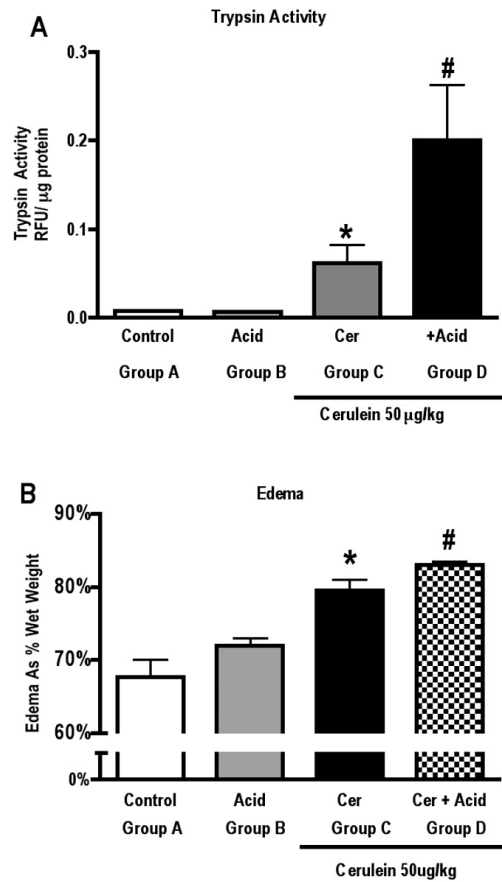 A
Trypsin Activity
Trypsin Activity
RFU/ μg protein
0.3
0.2
0.1
0.0
*
#
Control Acid Cer +Acid
Group A Group B Group C Group D
Cerulein 50 μg/kg
B
Edema
Edema As % Wet Weight
90%
80%
70%
60%
0%
*
#
Control Acid Cer Cer + Acid
Group A Group B Group C Group D
Cerulein 50ug/kg